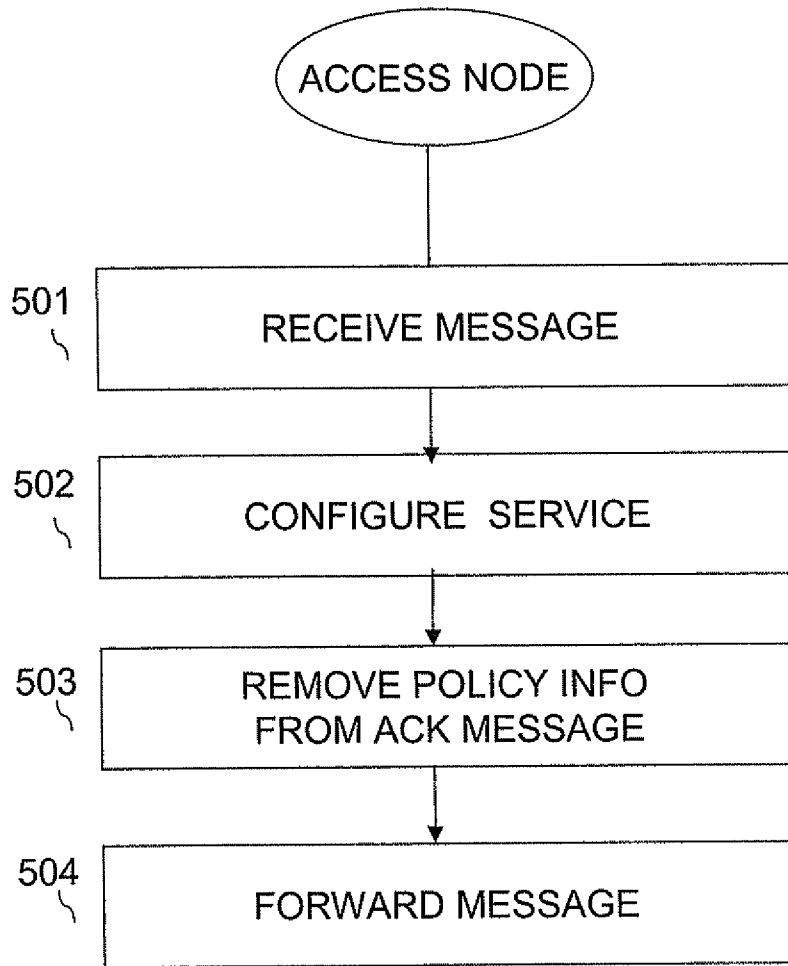 ACCESS NODE
501
RECEIVE MESSAGE
502
CONFIGURE SERVICE
503
REMOVE POLICY INFO
FROM ACK MESSAGE
504
FORWARD MESSAGE